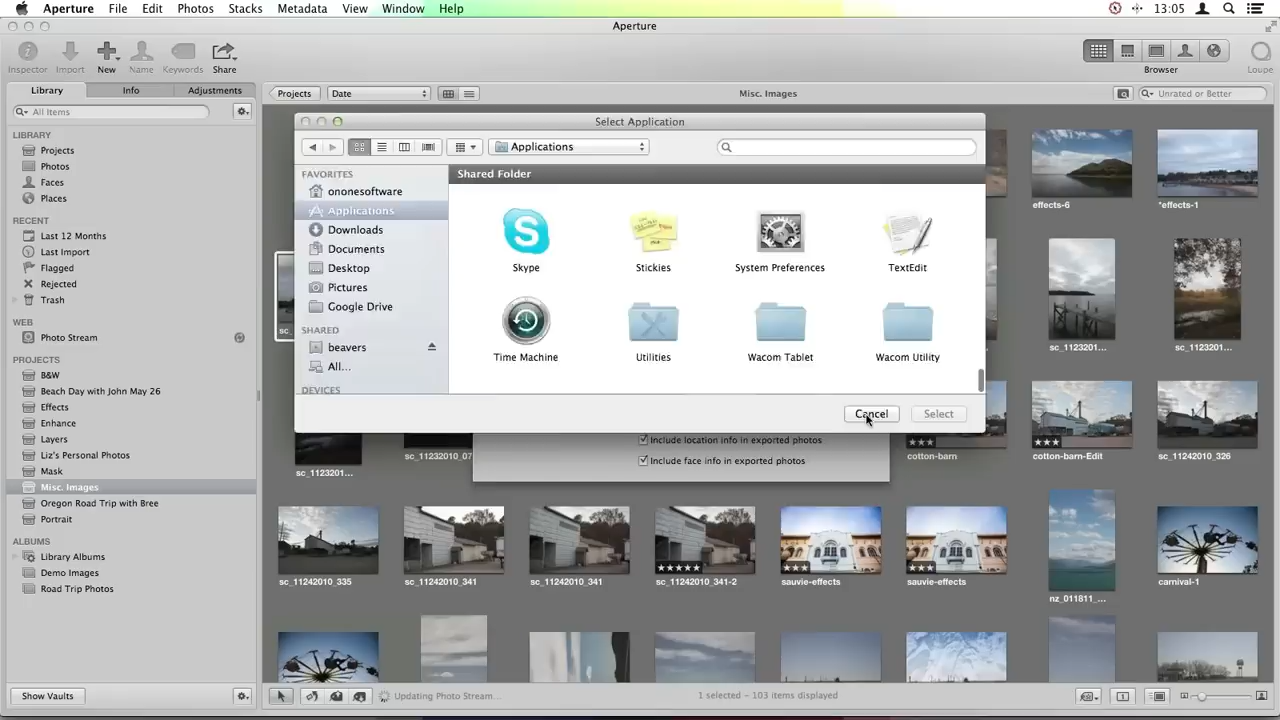 Aperture File Edit Photos Stacks Metadata View Window Help 13:05
Aperture
Inspector Import New Name Keywords Share Browser Loupe
Library Info Adjustments Projects Date Misc. Images Unrated or Better
All Items
LIBRARY
Projects
Photos
Faces
Places
RECENT
Last 12 Months
Last Import
Flagged
Rejected
Trash
WEB
Photo Stream
PROJECTS
B&W
Beach Day with John May 26
Effects
Enhance
Layers
Liz's Personal Photos
Mask
Misc. Images
Oregon Road Trip with Bree
Portrait
ALBUMS
Library Albums
Demo Images
Road Trip Photos
Show Vaults
Select Application
Applications
FAVORITES
ononesoftware
Applications
Downloads
Documents
Desktop
Pictures
Google Drive
SHARED
beavers
All...
DEVICES
Shared Folder
Skype Stickies System Preferences TextEdit
Time Machine Utilities Wacom Tablet Wacom Utility
Cancel Select
Include location info in exported photos
Include face info in exported photos
effects-6 *effects-1
sc_1123201... sc_1123201...
sc_1123201... sc_11232010_07 cotton-barn cotton-barn-Edit sc_11242010_326
sc_11242010_335 sc_11242010_341 sc_11242010_341 sc_11242010_341-2 sauvie-effects sauvie-effects nz_011811_... carnival-1
Updating Photo Stream... 1 selected - 103 items displayed